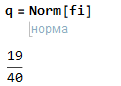 q = Norm[fi]
норма
19
40